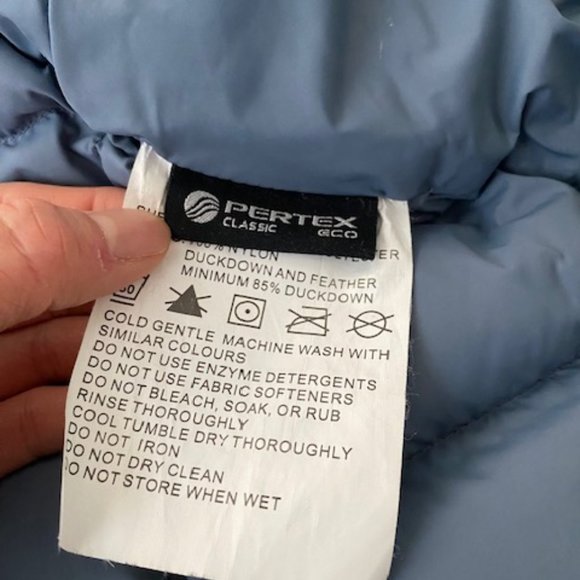 PERTEX
CLASSIC ECO
100% NYLON
DUCKDOWN AND FEATHER
MINIMUM 85% DUCKDOWN
COLD GENTLE MACHINE WASH WITH
SIMILAR COLOURS
DO NOT USE ENZYME DETERGENTS
DO NOT USE FABRIC SOFTENERS
DO NOT BLEACH, SOAK, OR RUB
RINSE THOROUGHLY
COOL TUMBLE DRY THOROUGHLY
DO NOT IRON
DO NOT DRY CLEAN
DO NOT STORE WHEN WET